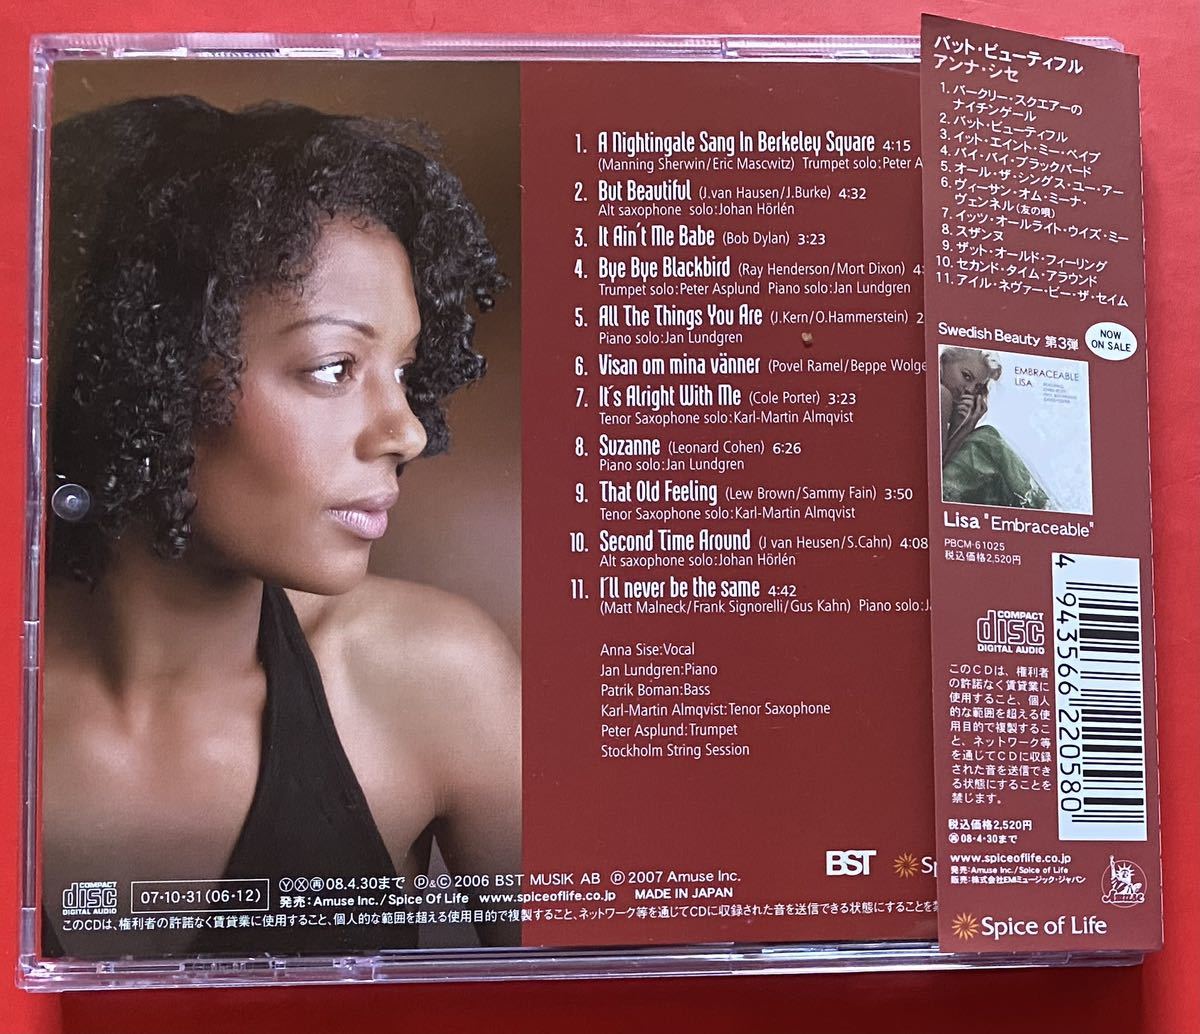 1. A Nightingale Sang In Berkeley Square 4:15
(Manning Sherwin/Eric Mascwitz) Trumpet solo:Peter A
2. But Beautiful (J.van Hausen/J.Burke) 4:32
Alt saxophone solo:Johan Hörlén
3. It Ain't Me Babe (Bob Dylan) 3:23
4. Bye Bye Blackbird (Ray Henderson/Mort Dixon) 4:
Trumpet solo:Peter Asplund Piano solo:Jan Lundgren
5. All The Things You Are (J.Kern/O.Hammerstein) 2
Piano solo:Jan Lundgren
6. Visan om mina vänner (Povel Ramel/Beppe Wolge
7. It's Alright With Me (Cole Porter) 3:23
Tenor Saxophone solo:Karl-Martin Almqvist
8. Suzanne (Leonard Cohen) 6:26
Piano solo:Jan Lundgren
9. That Old Feeling (Lew Brown/Sammy Fain) 3:50
Tenor Saxophone solo:Karl-Martin Almqvist
10. Second Time Around (J van Heusen/S.Cahn) 4:08
Alt saxophone solo:Johan Hörlén
11. I'll never be the same 4:42
(Matt Malneck/Frank Signorelli/Gus Kahn) Piano solo:J
Anna Sise:Vocal
Jan Lundgren:Piano
Patrik Boman:Bass
Karl-Martin Almqvist:Tenor Saxophone
Peter Asplund:Trumpet
Stockholm String Session
BST
Sp
COMPACT
disc
DIGITAL AUDIO
07・10・31(06・12)
Ⓨ Ⓧ ㊢ 08.4.30まで Ⓟ&© 2006 BST MUSIK AB Ⓟ 2007 Amuse Inc.
発売:Amuse Inc./Spice Of Life www.spiceoflife.co.jp MADE IN JAPAN
このCDは、権利者の許諾なく賃貸業に使用すること、個人的な範囲を超える使用目的で複製すること、ネットワーク等を通じてCDに収録された音を送信できる状態にすることを禁
バット・ビューティフル
アンナ・シセ
1. バークリー・スクエアーの
ナイチンゲール
2. バット・ビューティフル
3. イット・エイント・ミー・ベイブ
4. バイ・バイ・ブラックバード
5. オール・ザ・シングス・ユー・アー
6. ヴィーサン・オム・ミーナ・
ヴェンネル(友の唄)
7. イッツ・オールライト・ウイズ・ミー
8. スザンヌ
9. ザット・オールド・フィーリング
10. セカンド・タイム・アラウンド
11. アイル・ネヴァー・ビー・ザ・セイム
Swedish Beauty 第3弾
NOW
ON SALE
EMBRACEABLE
LISA
Lisa "Embraceable"
PBCM-61025
税込価格2,520円
4943566220580
COMPACT
disc
DIGITAL AUDIO
このCDは、権利者
の許諾なく賃貸業に
使用すること、個人
的な範囲を超える使
用目的で複製するこ
と、ネットワーク等
を通じてCDに収録
された音を送信でき
る状態にすることを
禁じます。
税込価格2,520円
㊢08・4・30まで
www.spiceoflife.co.jp
発売:Amuse Inc./Spice of Life
販売:株式会社EMIミュージック・ジャパン
Amuse
Spice of Life